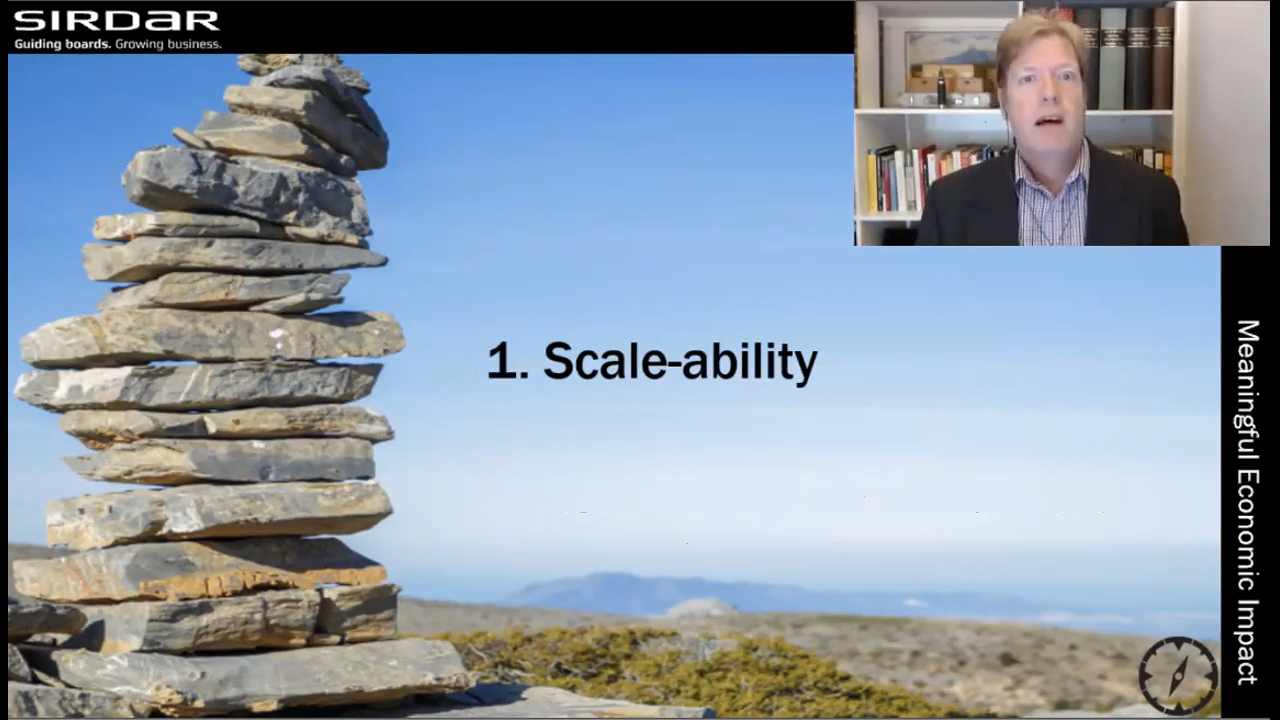 SIRDAR
Guiding boards. Growing business.
1. Scale-ability
Meaningful Economic Impact